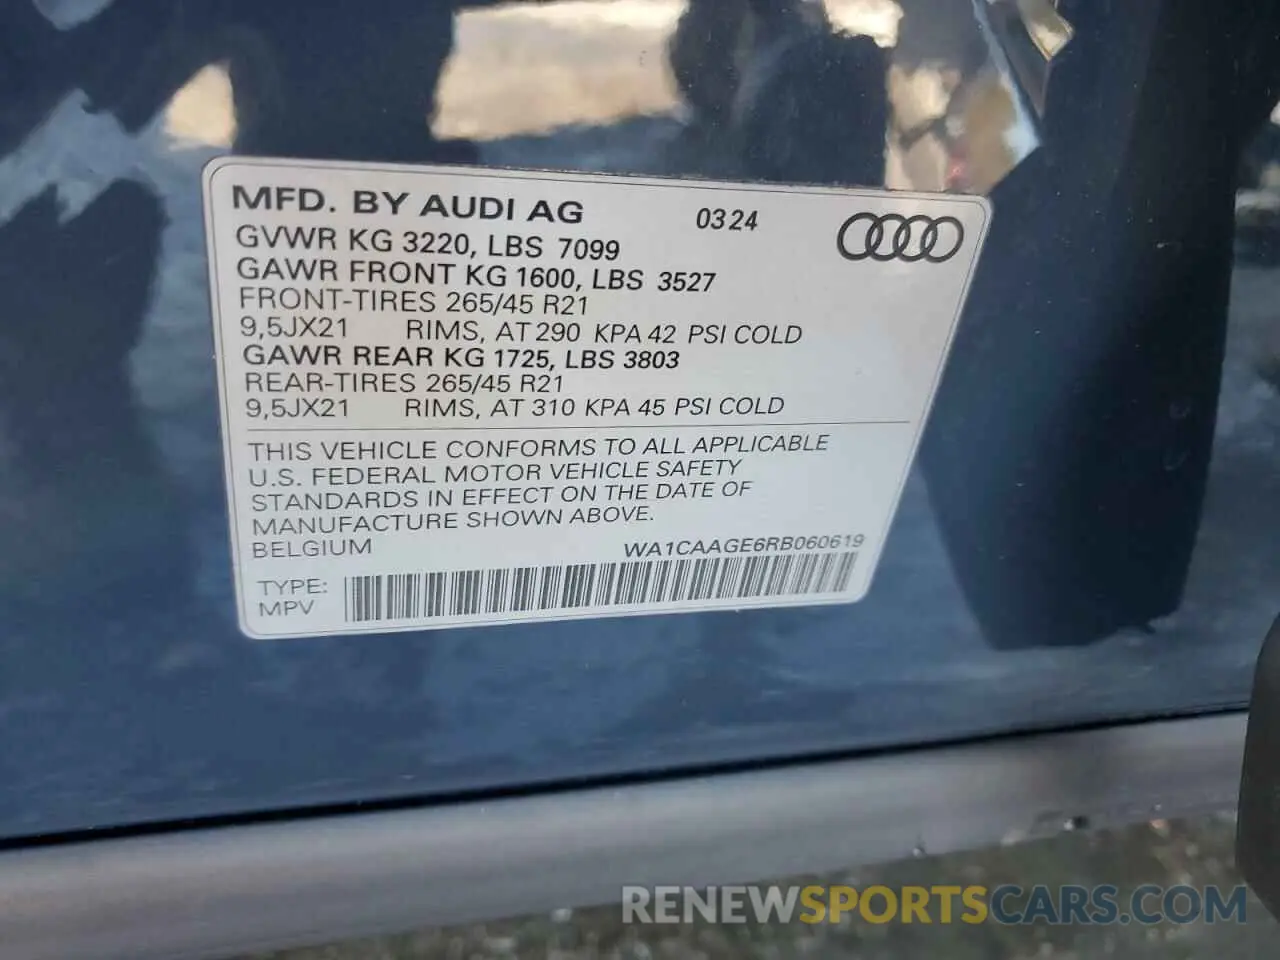 MFD. BY AUDI AG 03 24
GVWR KG 3220, LBS 7099
GAWR FRONT KG 1600, LBS 3527
FRONT-TIRES 265/45 R21
9,5JX21 RIMS, AT 290 KPA 42 PSI COLD
GAWR REAR KG 1725, LBS 3803
REAR-TIRES 265/45 R21
9,5JX21 RIMS, AT 310 KPA 45 PSI COLD
THIS VEHICLE CONFORMS TO ALL APPLICABLE
U.S. FEDERAL MOTOR VEHICLE SAFETY
STANDARDS IN EFFECT ON THE DATE OF
MANUFACTURE SHOWN ABOVE.
BELGIUM WA1CAAGE6RB060619
TYPE:
MPV
RENEWSPORTSCARS.COM